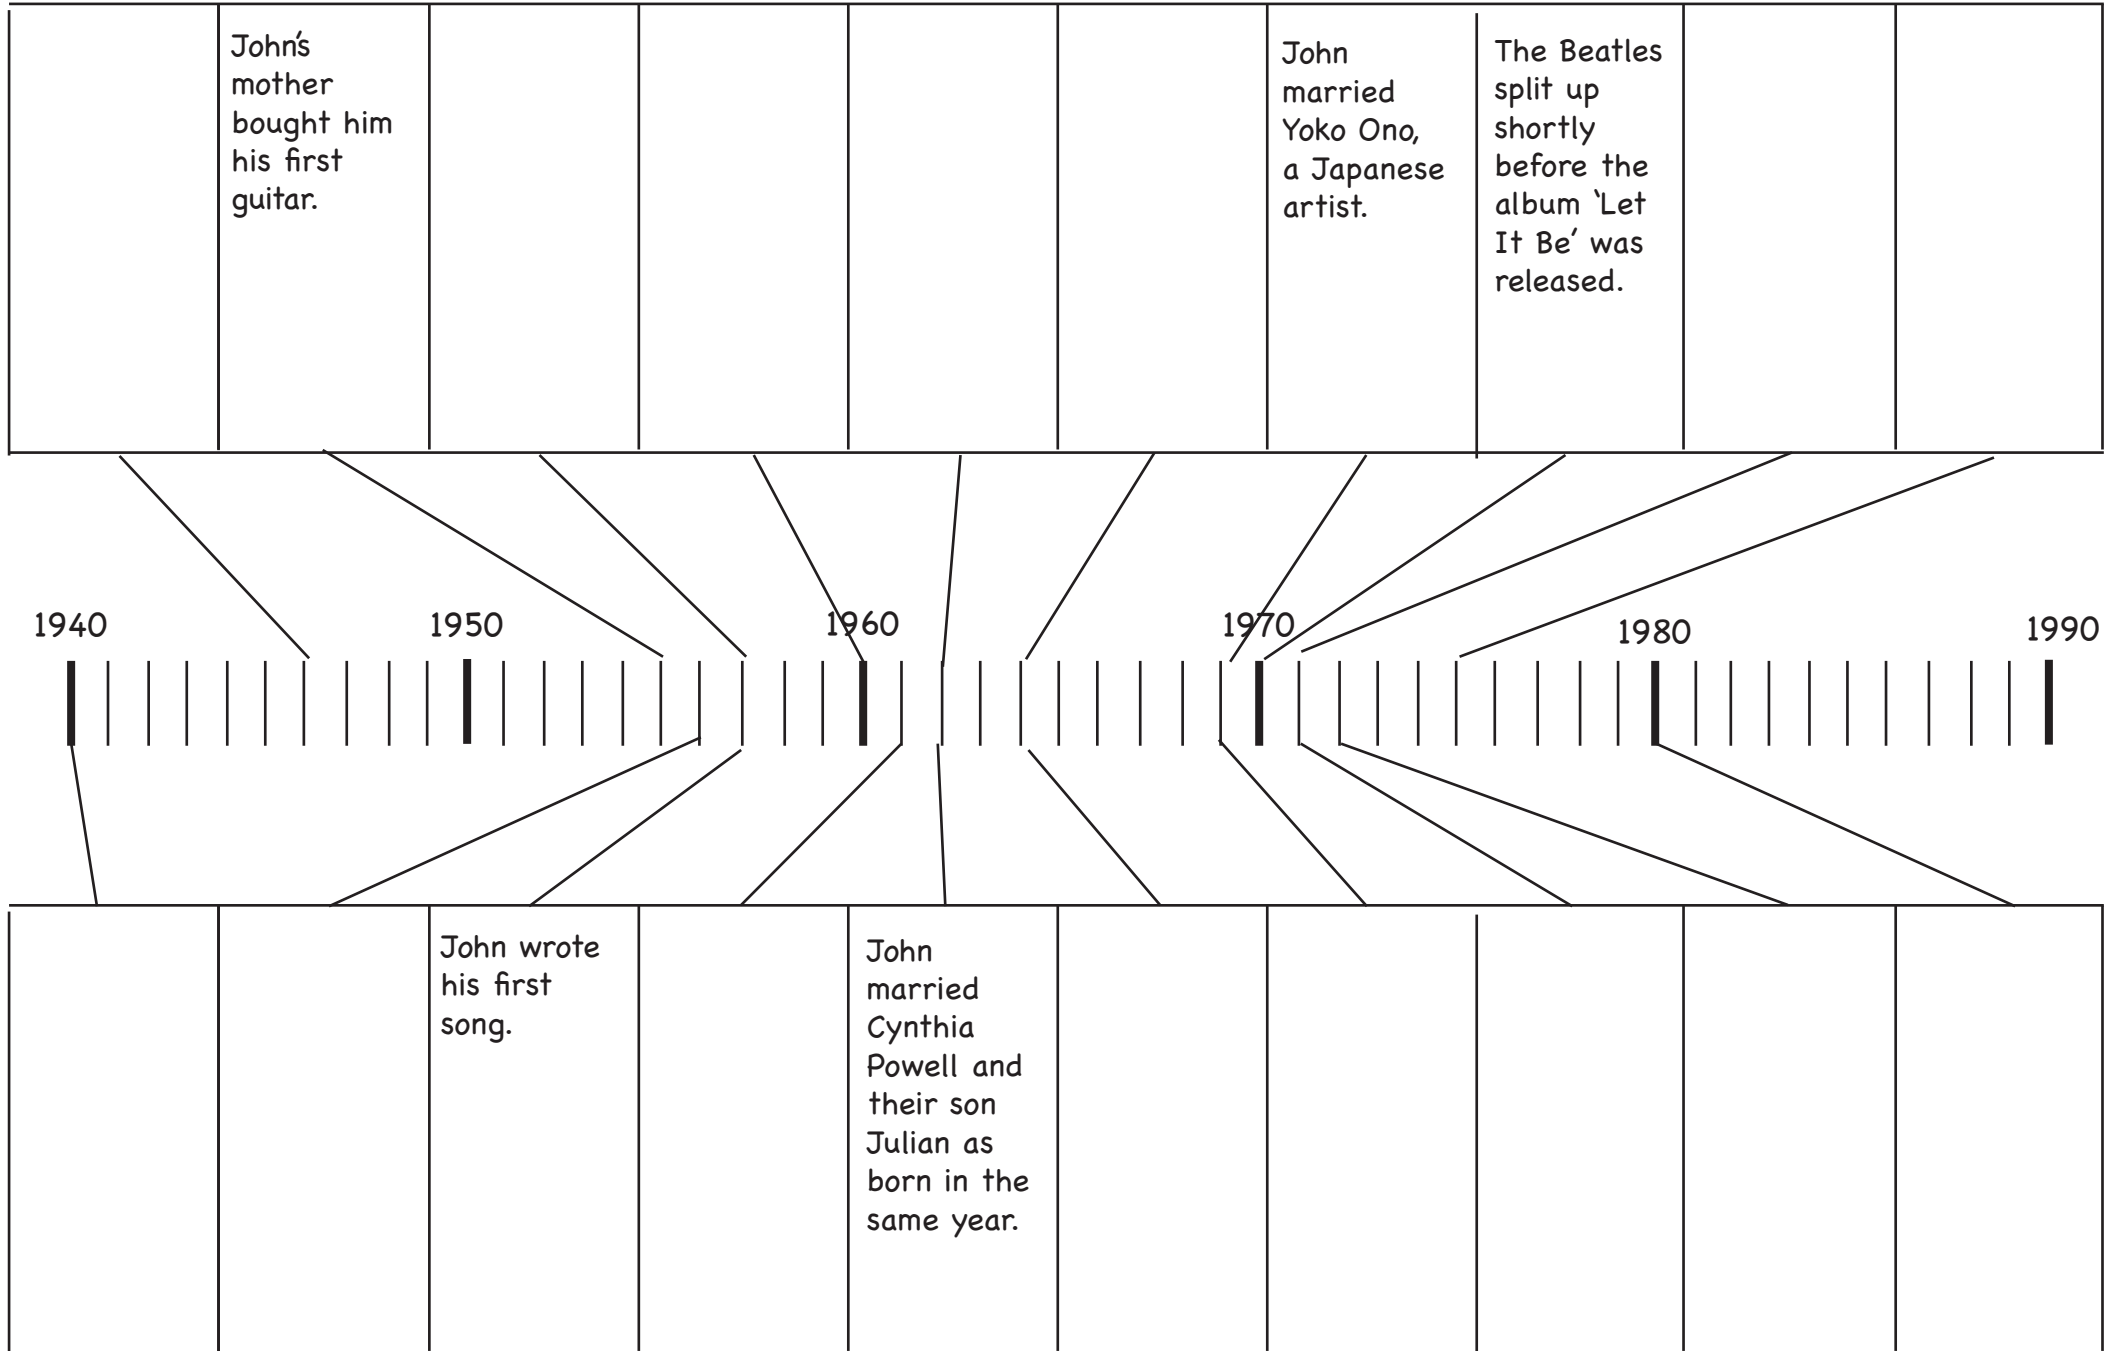 John's
mother
bought him
his first
guitar.
John
married
Yoko Ono,
a Japanese
artist.
The Beatles
split up
shortly
before the
album ‘Let
It Be’ was
released.
1940
1950
1960
1970
1980
1990
John wrote
his first
song.
John
married
Cynthia
Powell and
their son
Julian as
born in the
same year.